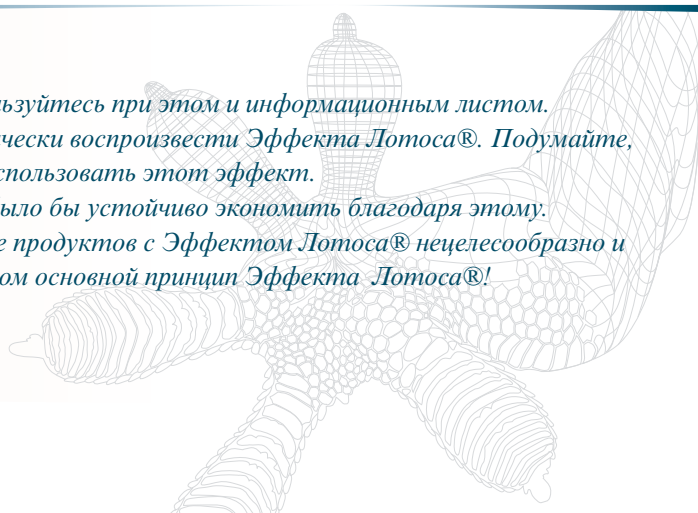 льзуйтесь при этом и информационным листом.
чески воспроизвести Эффекта Лотоса®. Подумайте,
спользовать этот эффект.
ыло бы устойчиво экономить благодаря этому.
е продуктов с Эффектом Лотоса® нецелесообразно и
ом основной принцип Эффекта Лотоса®!